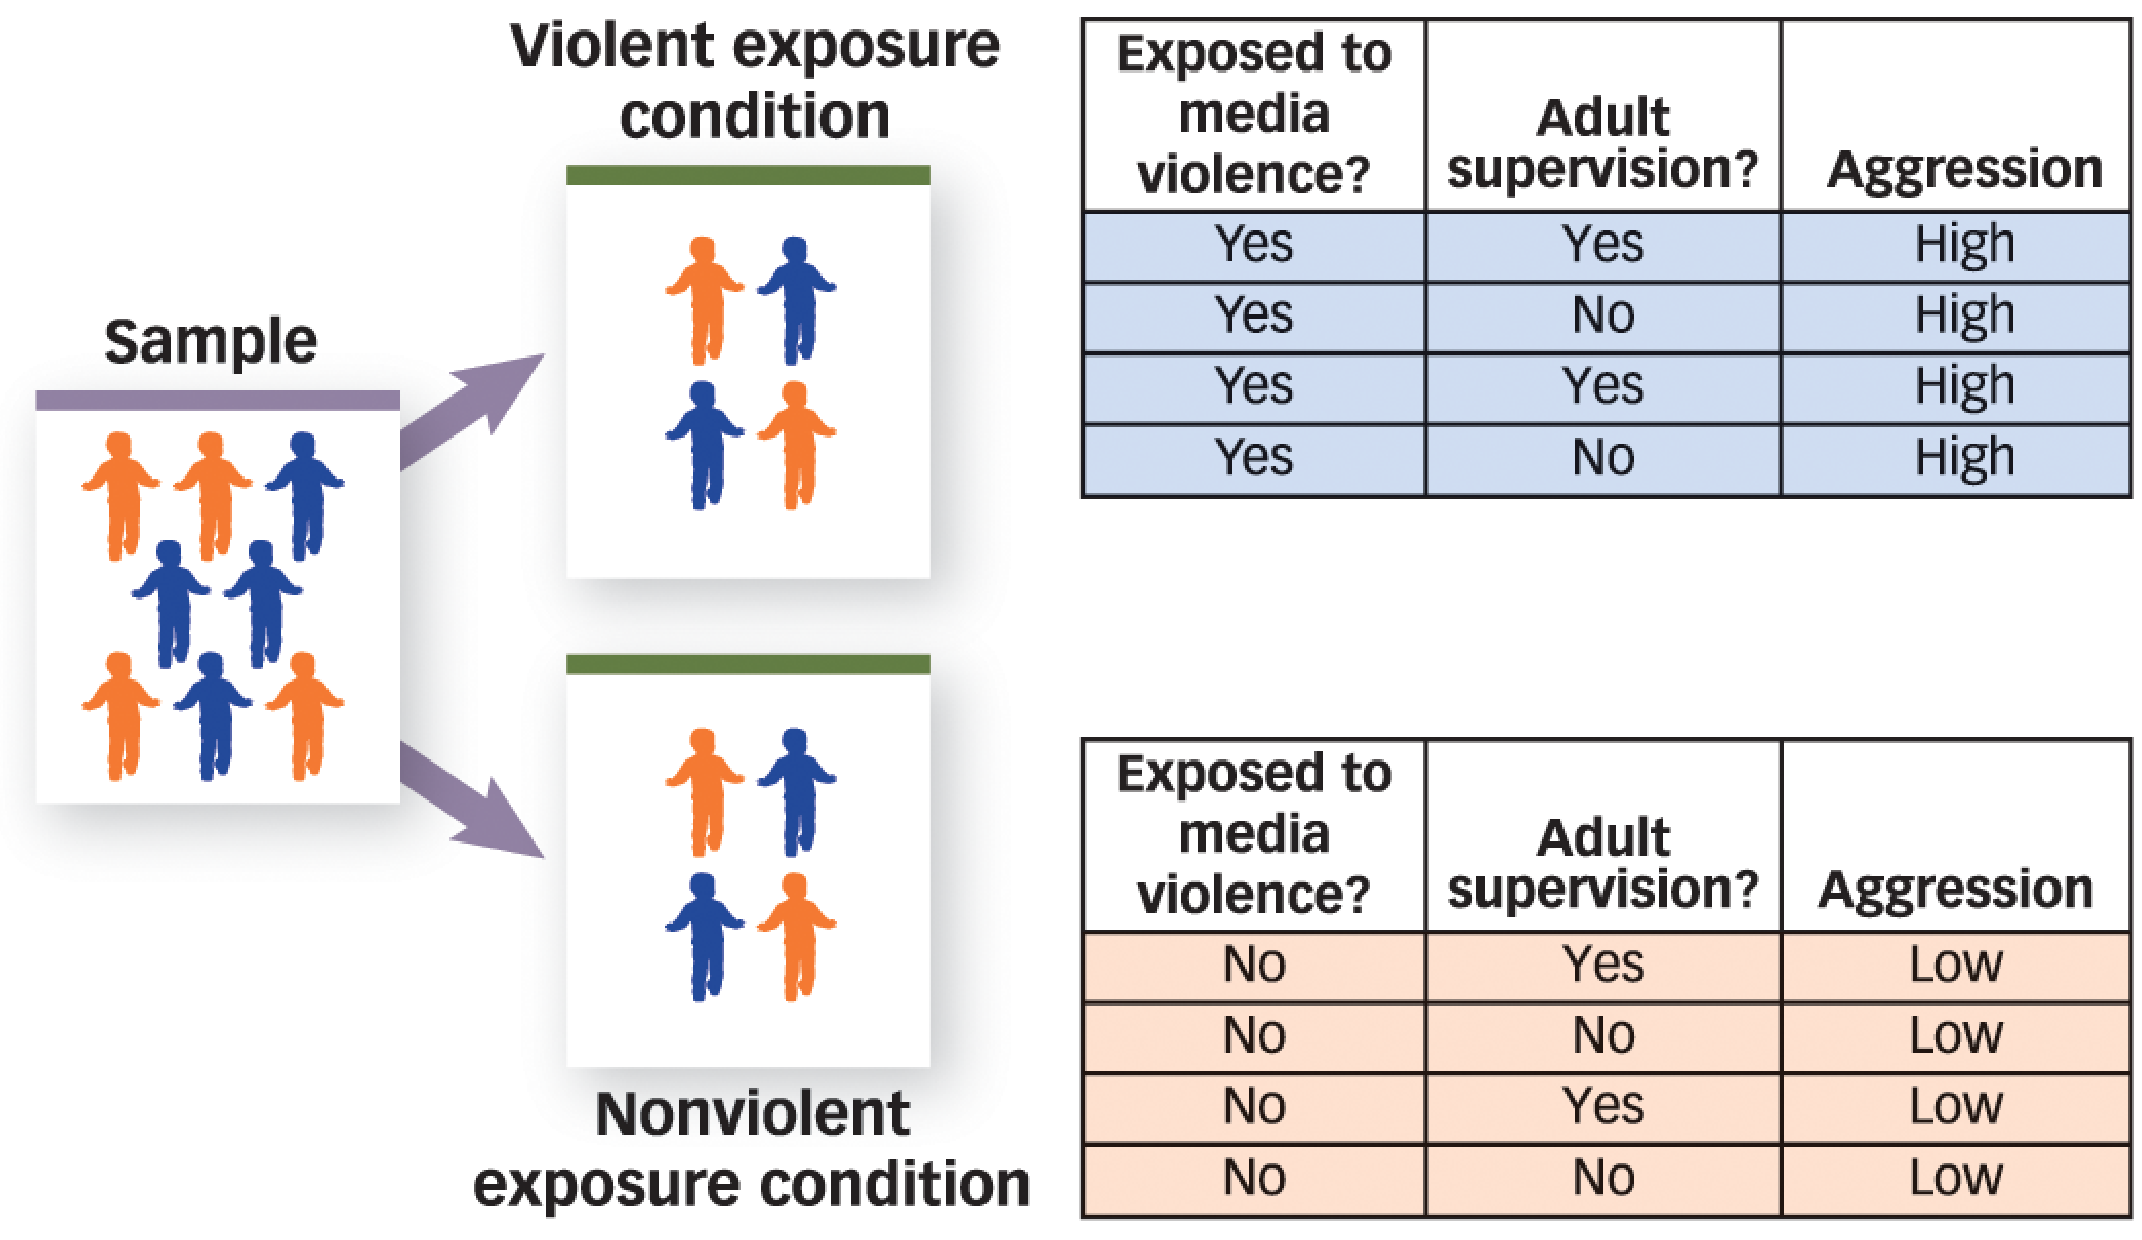 Sample
Violent exposure
condition
Nonviolent
exposure condition
Exposed to
media
violence?
Adult
supervision?
Aggression
Yes Yes High
Yes No High
Yes Yes High
Yes No High
Exposed to
media
violence?
Adult
supervision?
Aggression
No Yes Low
No No Low
No Yes Low
No No Low